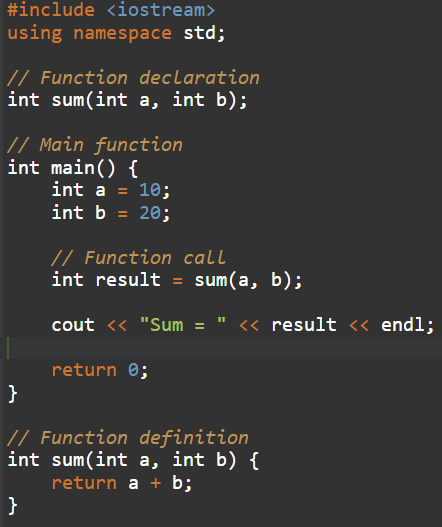 #include <iostream>
using namespace std;
// Function declaration
int sum(int a, int b);
// Main function
int main() {
    int a = 10;
    int b = 20;
    // Function call
    int result = sum(a, b);
    cout << "Sum = " << result << endl;
    return 0;
}
// Function definition
int sum(int a, int b) {
    return a + b;
}